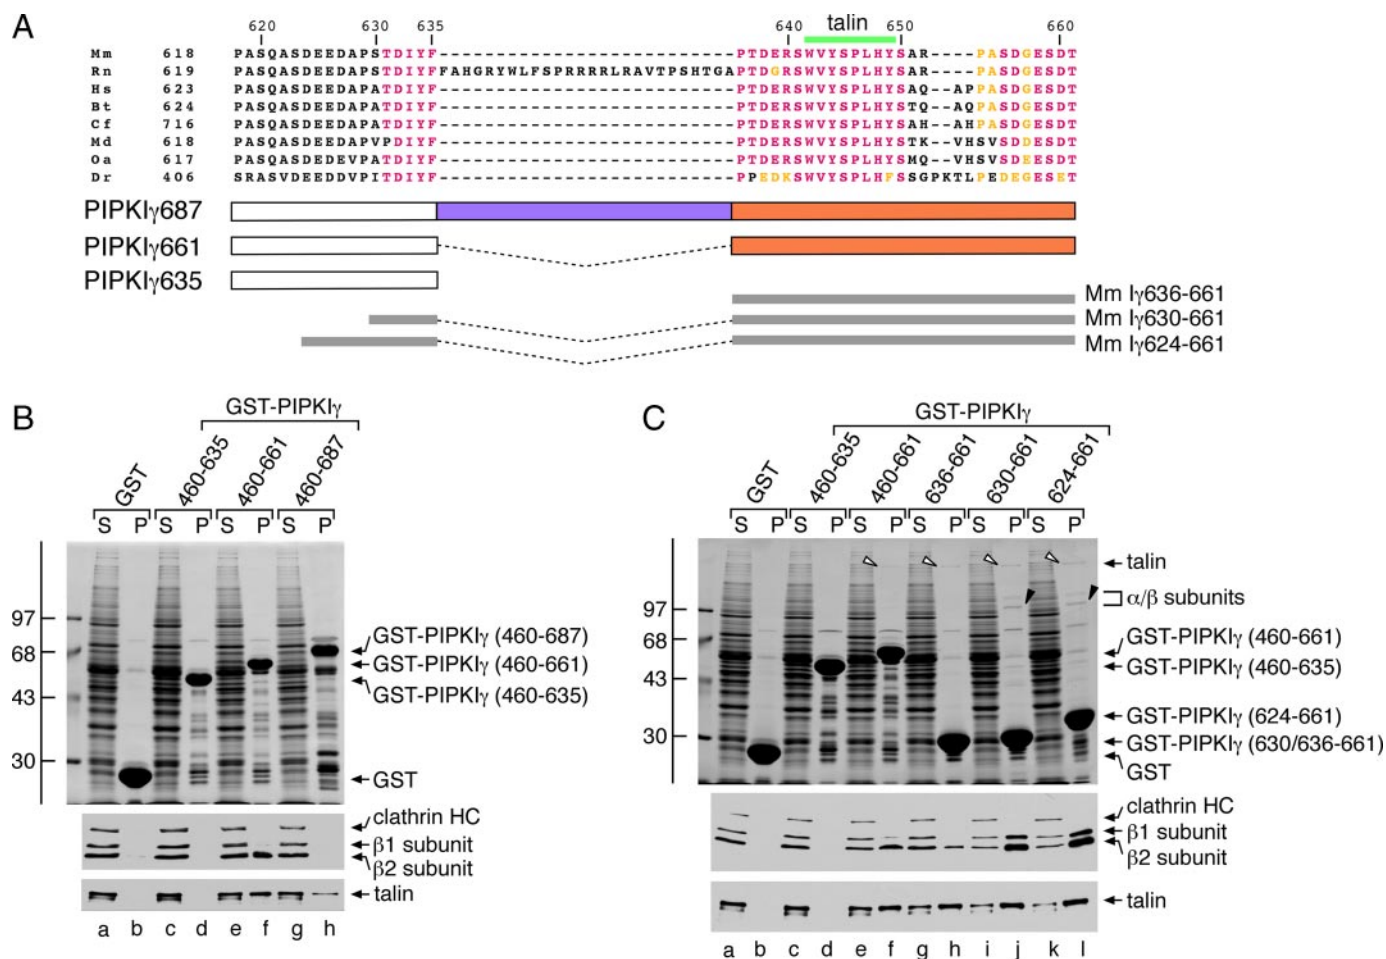 A
620 630 635 640 talin 650 660
Mm 618 PASQASDEEDAPSTDIYF--------------------------PTDERSWVYSPLHYSAR----PASDGESDT
Rn 619 PASQASDEEDAPSTDIYFFAHGRYWLFSPRRRRLRAVTPSHTGAPTDGRSWVYSPLHYSAR----PASDGESDT
Hs 623 PASQASDEEDAPATDIYF--------------------------PTDERSWVYSPLHYSAQ--APPASDGESDT
Bt 624 PASQASDEEDAPATDIYF--------------------------PTDERSWVYSPLHYSTQ--AQPASDGESDT
Cf 716 PASQASDEEDAPATDIYF--------------------------PTDERSWVYSPLHYSAH--AHPASDGESDT
Md 618 PASQASDEEDAPVPDIYF--------------------------PTDERSWVYSPLHYSTK--VHSVSDDESDT
Oa 617 PASQASDEDEVPATDIYF--------------------------PTDERSWVYSPLHYSMQ--VHSVSDEESDT
Dr 406 SRASVSDEDDVPITDIYF--------------------------PPEDKSWVYSPLHFSSGPKTLPEDEGESET
PIPKIγ687
PIPKIγ661
PIPKIγ635
Mm Iγ636-661
Mm Iγ630-661
Mm Iγ624-661
B
GST-PIPKIγ
GST 460-635 460-661 460-687
S P S P S P S P
97
68
43
30
GST-PIPKIγ (460-687)
GST-PIPKIγ (460-661)
GST-PIPKIγ (460-635)
GST
clathrin HC
β1 subunit
β2 subunit
talin
a b c d e f g h
C
GST-PIPKIγ
GST 460-635 460-661 636-661 630-661 624-661
S P S P S P S P S P S P
97
68
43
30
talin
α/β subunits
GST-PIPKIγ (460-661)
GST-PIPKIγ (460-635)
GST-PIPKIγ (624-661)
GST-PIPKIγ (630/636-661)
GST
clathrin HC
β1 subunit
β2 subunit
talin
a b c d e f g h i j k l